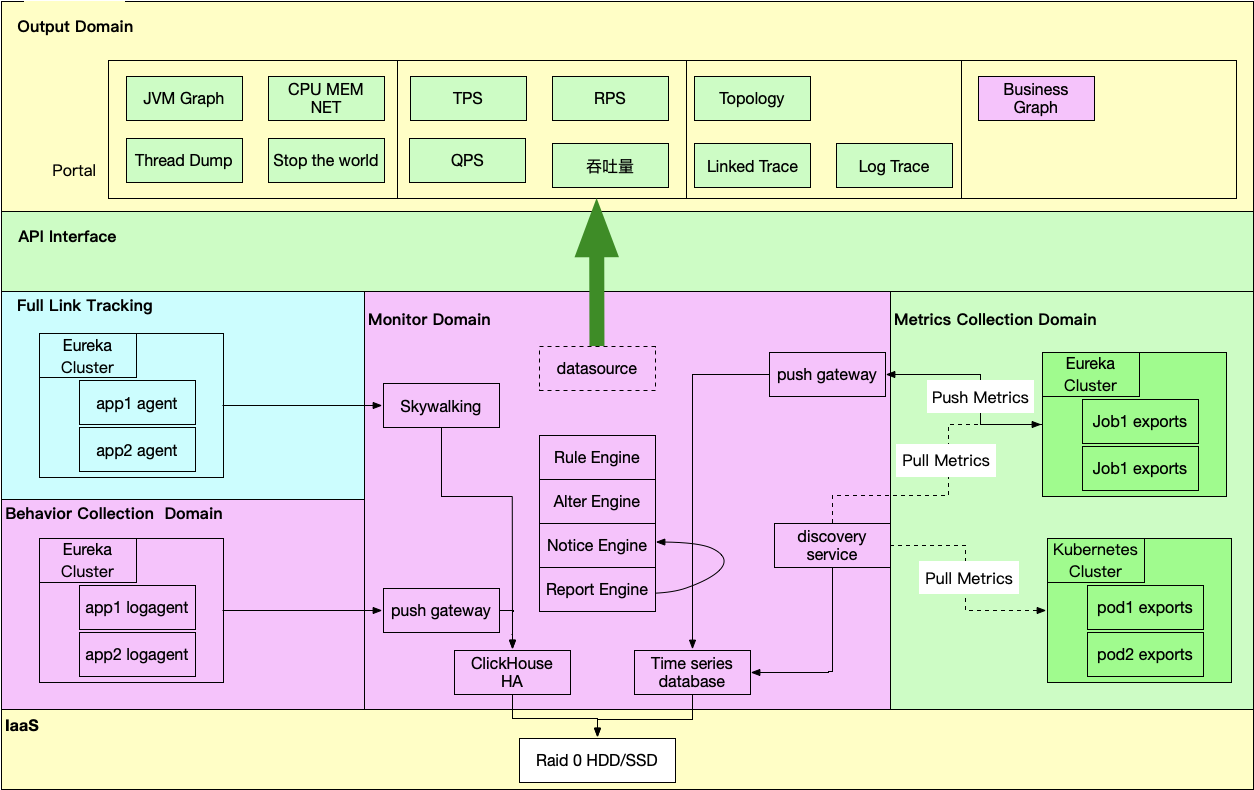 Output Domain
JVM Graph
CPU MEM
NET
TPS
RPS
Topology
Business
Graph
Portal
Thread Dump
Stop the world
QPS
吞吐量
Linked Trace
Log Trace
API Interface
Full Link Tracking
Eureka
Cluster
app1 agent
app2 agent
Behavior Collection Domain
Eureka
Cluster
app1 logagent
app2 logagent
Monitor Domain
datasource
push gateway
Skywalking
Rule Engine
Alter Engine
Notice Engine
Report Engine
discovery
service
push gateway
ClickHouse
HA
Time series
database
Metrics Collection Domain
Push Metrics
Pull Metrics
Pull Metrics
Eureka
Cluster
Job1 exports
Job1 exports
Kubernetes
Cluster
pod1 exports
pod2 exports
IaaS
Raid 0 HDD/SSD